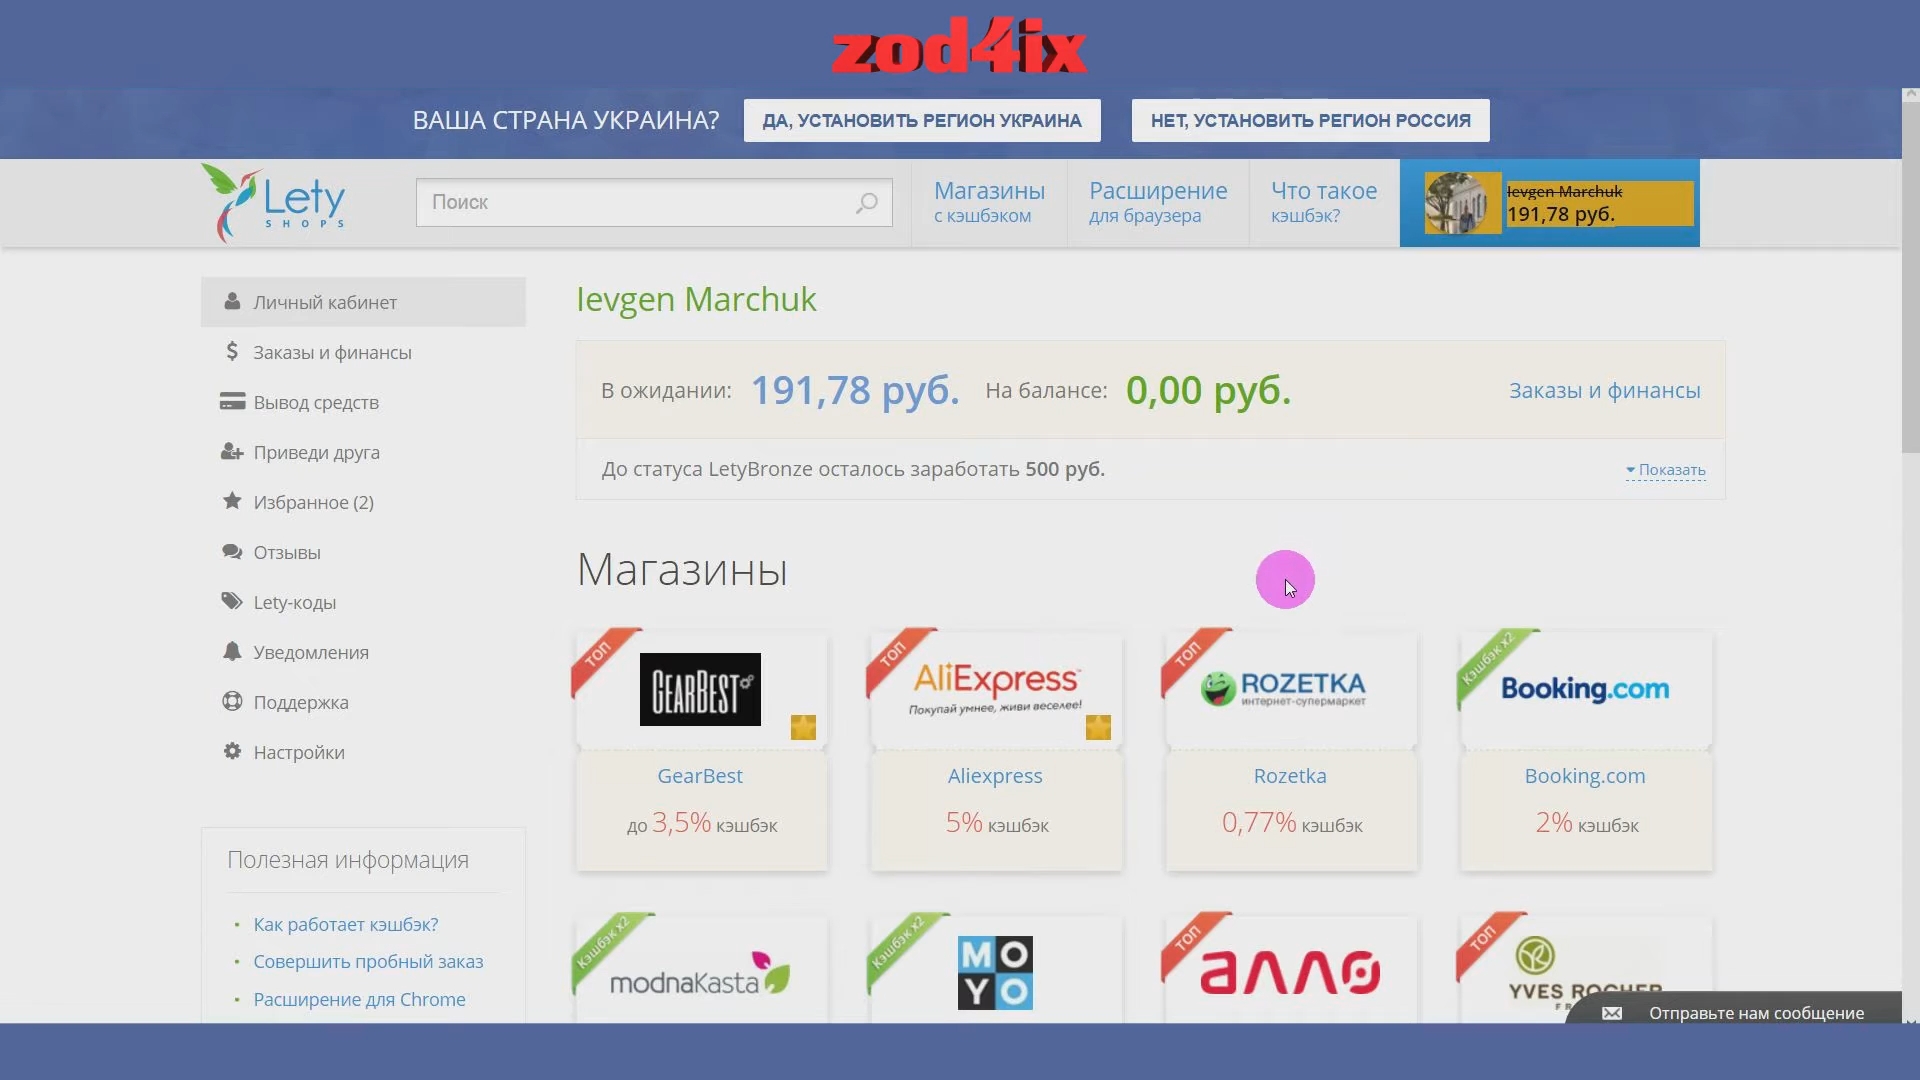 zod4ix
ВАША СТРАНА УКРАИНА?
ДА, УСТАНОВИТЬ РЕГИОН УКРАИНА
НЕТ, УСТАНОВИТЬ РЕГИОН РОССИЯ
Lety
SHOPS
Поиск
Магазины
с кэшбэком
Расширение
для браузера
Что такое
кэшбэк?
Ievgen Marchuk
191,78 руб.
Личный кабинет
Заказы и финансы
Вывод средств
Приведи друга
Избранное (2)
Отзывы
Lety-коды
Уведомления
Поддержка
Настройки
Полезная информация
Как работает кэшбэк?
Совершить пробный заказ
Расширение для Chrome
Ievgen Marchuk
В ожидании: 191,78 руб. На балансе: 0,00 руб.
Заказы и финансы
До статуса LetyBronze осталось заработать 500 руб.
Показать
Магазины
ТОП
GEARBEST
GearBest
до 3,5% кэшбэк
ТОП
AliExpress™
Покупай умнее, живи веселее!
Aliexpress
5% кэшбэк
ТОП
ROZETKA
интернет-супермаркет
Rozetka
0,77% кэшбэк
Кэшбэк x2
Booking.com
Booking.com
2% кэшбэк
Кэшбэк x2
modnaKasta
Кэшбэк x2
MO
YO
ТОП
алло
ТОП
YVES ROCHER
Отправьте нам сообщение